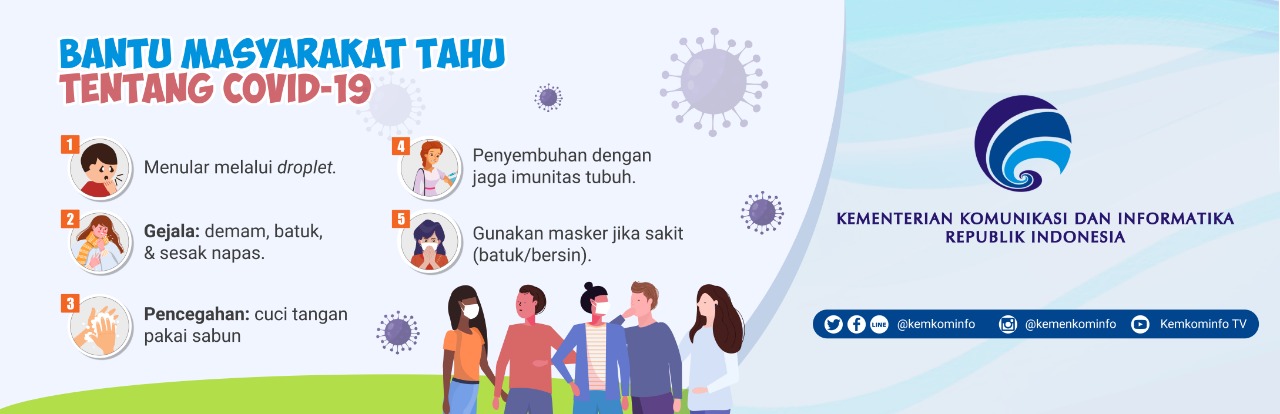 BANTU MASYARAKAT TAHU
TENTANG COVID-19
1
Menular melalui droplet.
2
Gejala: demam, batuk,
& sesak napas.
3
Pencegahan: cuci tangan
pakai sabun
4
Penyembuhan dengan
jaga imunitas tubuh.
5
Gunakan masker jika sakit
(batuk/bersin).
KEMENTERIAN KOMUNIKASI DAN INFORMATIKA
REPUBLIK INDONESIA
LINE @kemkominfo @kemenkominfo Kemkominfo TV